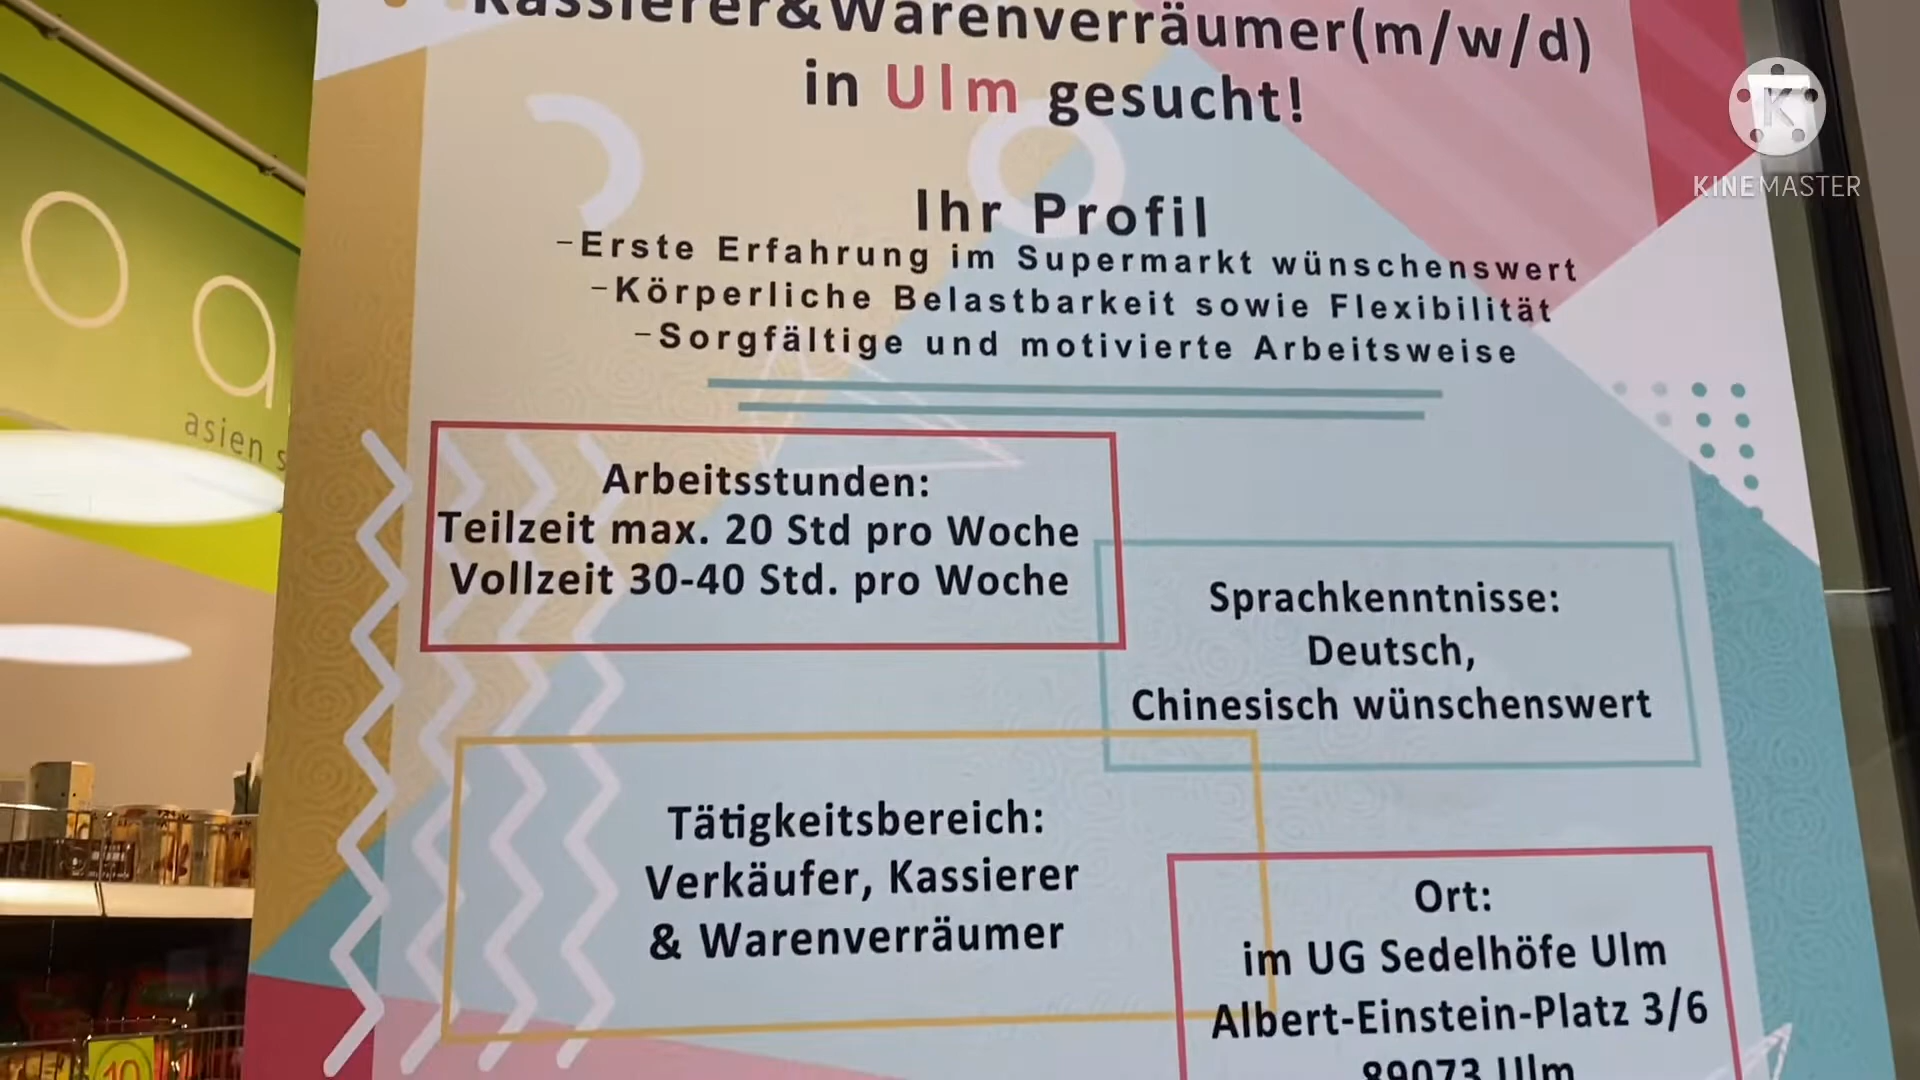 Kassierer&Warenverräumer(m/w/d)
in Ulm gesucht!
KINEMASTER
Ihr Profil
-Erste Erfahrung im Supermarkt wünschenswert
-Körperliche Belastbarkeit sowie Flexibilität
-Sorgfältige und motivierte Arbeitsweise
oa
asien s
Arbeitsstunden:
Teilzeit max. 20 Std pro Woche
Vollzeit 30-40 Std. pro Woche
Sprachkenntnisse:
Deutsch,
Chinesisch wünschenswert
Tätigkeitsbereich:
Verkäufer, Kassierer
& Warenverräumer
Ort:
im UG Sedelhöfe Ulm
Albert-Einstein-Platz 3/6
89073 Ulm
10